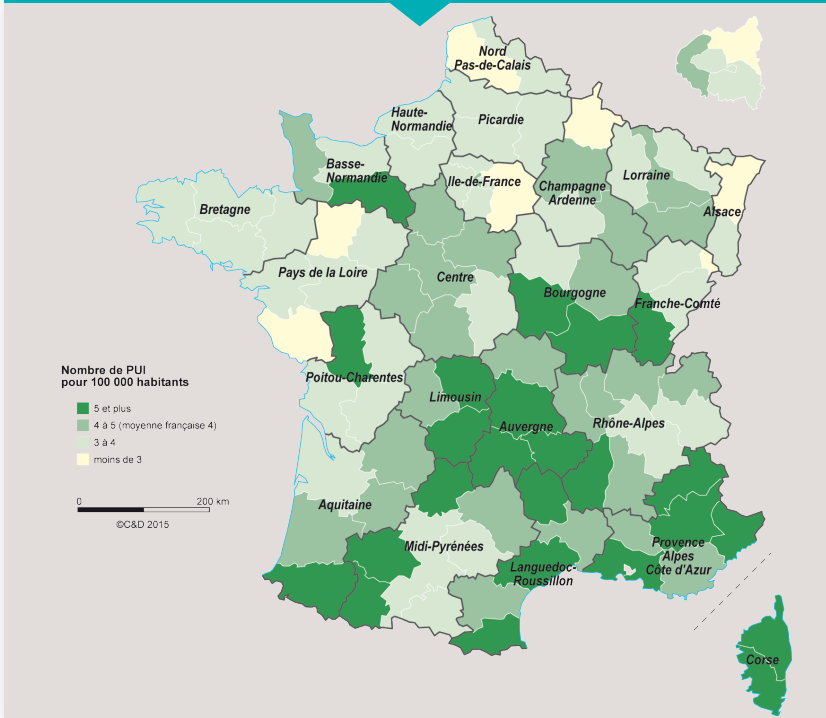 Nord
Pas-de-Calais
Haute-
Normandie
Picardie
Basse-
Normandie
Ile-de-France
Champagne
Ardenne
Lorraine
Alsace
Bretagne
Pays de la Loire
Centre
Bourgogne
Franche-Comté
Nombre de PUI
pour 100 000 habitants
5 et plus
4 à 5 (moyenne française 4)
3 à 4
moins de 3
0 200 km
©C&D 2015
Poitou-Charentes
Limousin
Auvergne
Rhône-Alpes
Aquitaine
Midi-Pyrénées
Languedoc-
Roussillon
Provence
Alpes
Côte d'Azur
Corse